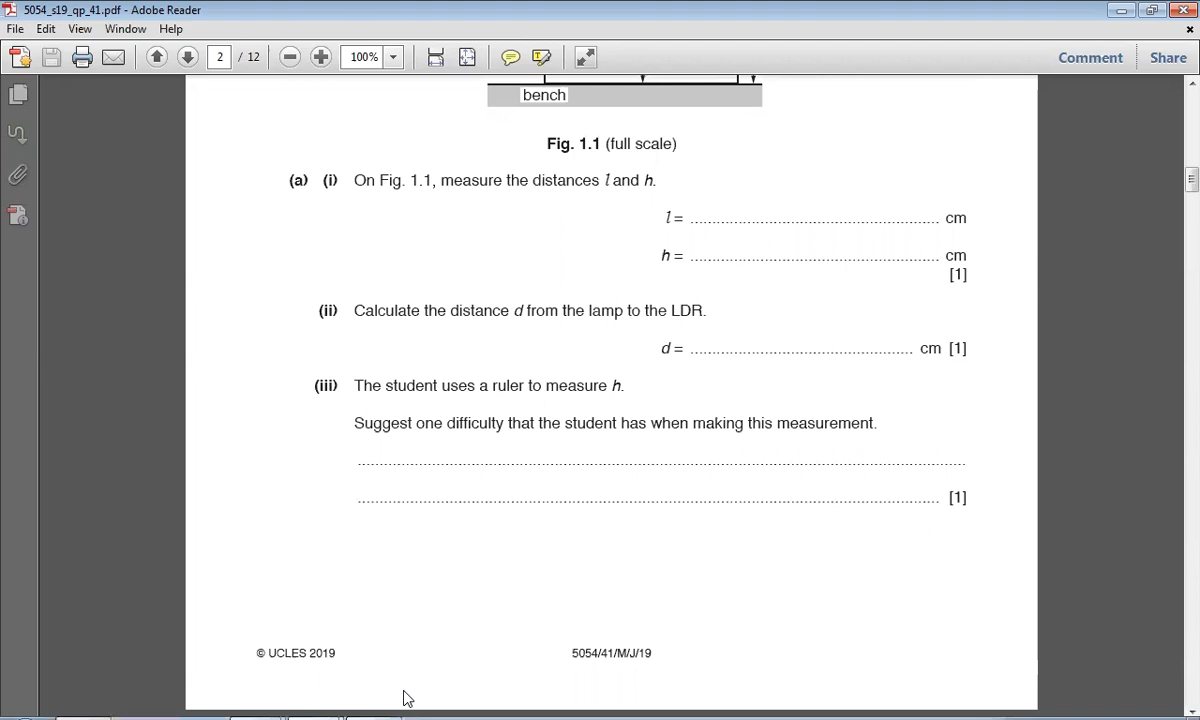 5054_s19_qp_41.pdf - Adobe Reader
File Edit View Window Help
2 / 12 100% Comment Share
bench
Fig. 1.1 (full scale)
(a) (i) On Fig. 1.1, measure the distances l and h.
l = ........................................................ cm
h = ........................................................ cm
[1]
(ii) Calculate the distance d from the lamp to the LDR.
d = .................................................. cm [1]
(iii) The student uses a ruler to measure h.
Suggest one difficulty that the student has when making this measurement.
..........................................................................................................................................
.................................................................................................................................... [1]
© UCLES 2019 5054/41/M/J/19